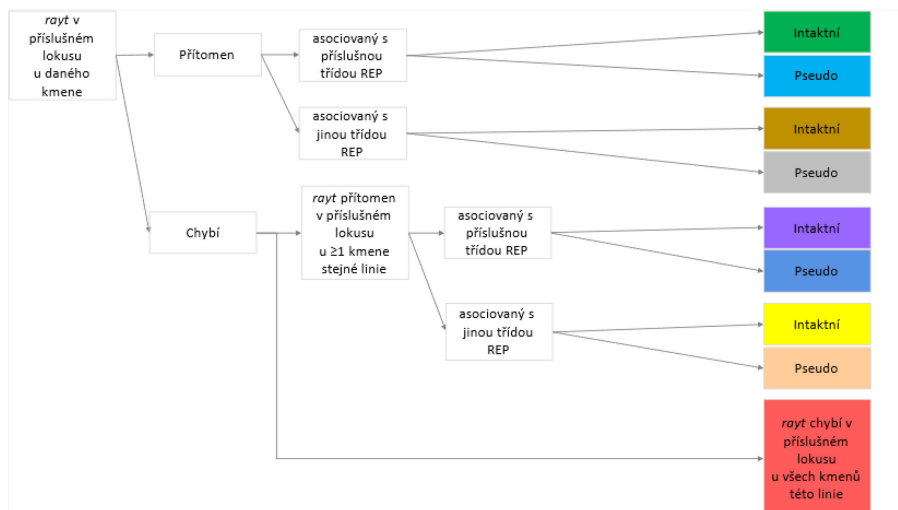 rayt v
příslušném
lokusu
u daného
kmene
Přítomen
asociovaný s
příslušnou
třídou REP
Intaktní
Pseudo
asociovaný s
jinou třídou
REP
Intaktní
Pseudo
Chybí
rayt přítomen
v příslušném
lokusu
u ≥1 kmene
stejné linie
asociovaný s
příslušnou
třídou REP
Intaktní
Pseudo
asociovaný s
jinou třídou
REP
Intaktní
Pseudo
rayt chybí v
příslušném
lokusu
u všech kmenů
této linie